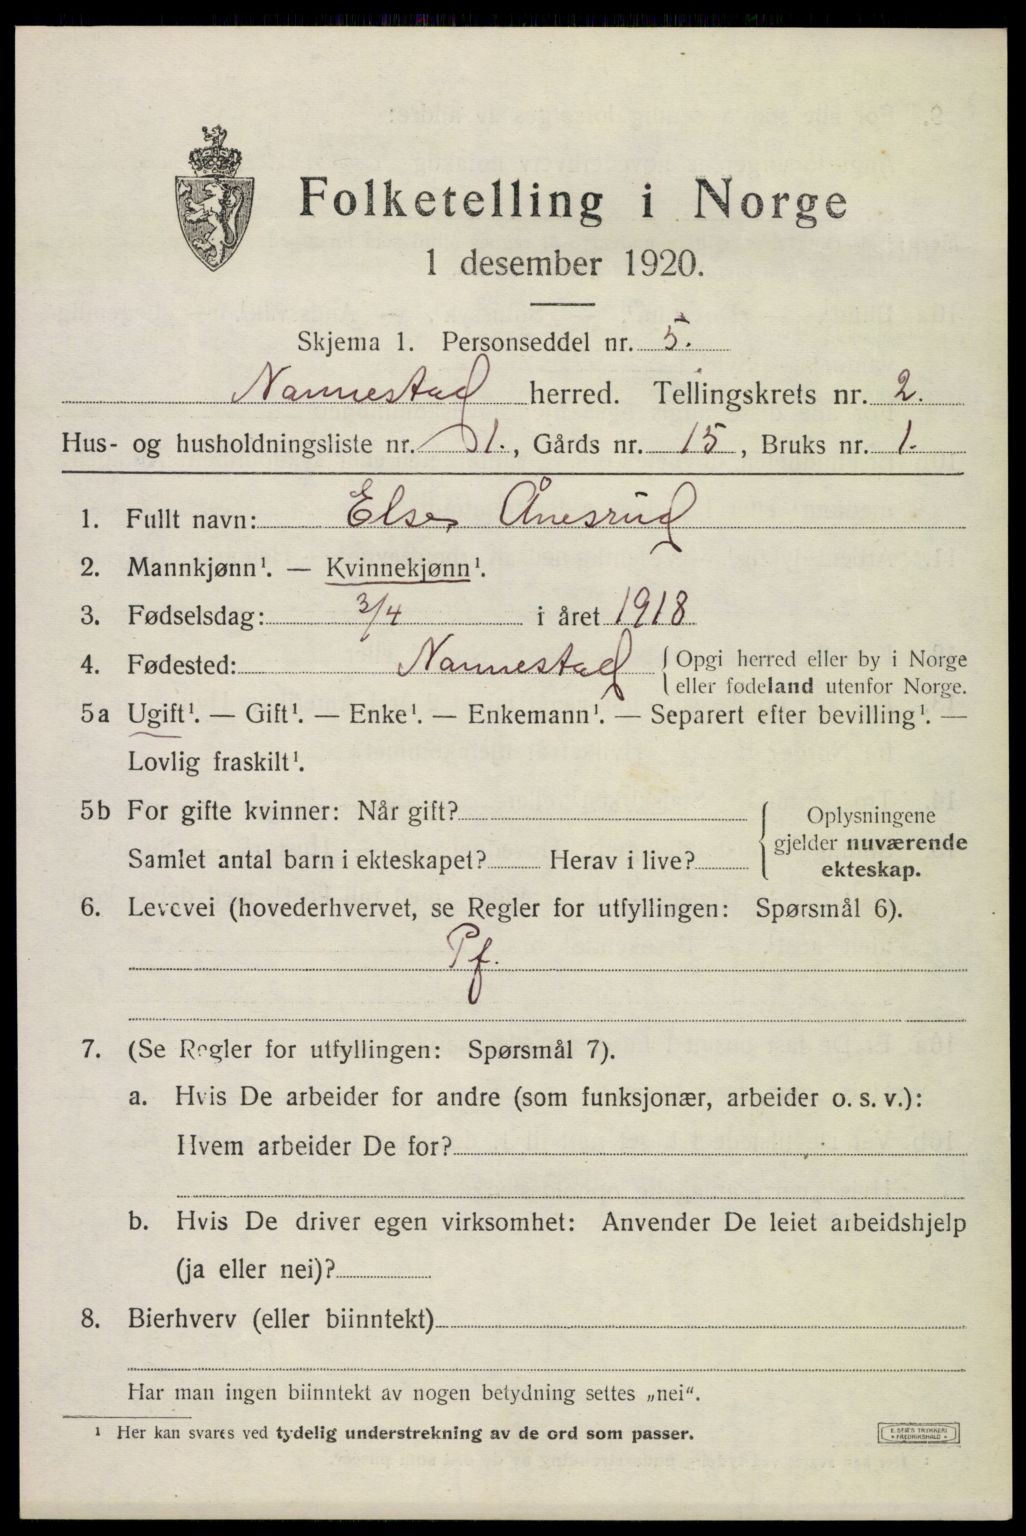 Folketelling i Norge
1 desember 1920.
Skjema 1. Personseddel nr. 5.
Nannestad herred. Tellingskrets nr. 2.
Hus- og husholdningsliste nr. 1., Gårds nr. 15, Bruks nr. 1.
1. Fullt navn: Else Ånesrud
2. Mannkjønn¹. — Kvinnekjønn¹.
3. Fødselsdag: 3/4 i året 1918
4. Fødested: Nannestad { Opgi herred eller by i Norge
eller fødeland utenfor Norge.
5a Ugift¹. — Gift¹. — Enke¹. — Enkemann¹. — Separert efter bevilling¹. —
Lovlig fraskilt¹.
5b For gifte kvinner: Når gift?
Samlet antal barn i ekteskapet? Herav i live?
Oplysningene
gjelder nuværende
ekteskap.
6. Levevei (hovederhvervet, se Regler for utfyllingen: Spørsmål 6).
Pf.
7. (Se Regler for utfyllingen: Spørsmål 7).
a. Hvis De arbeider for andre (som funksjonær, arbeider o. s. v.):
Hvem arbeider De for?
b. Hvis De driver egen virksomhet: Anvender De leiet arbeidshjelp
(ja eller nei)?
8. Bierhverv (eller biinntekt)
Har man ingen biinntekt av nogen betydning settes „nei“.
¹ Her kan svares ved tydelig understrekning av de ord som passer.
E. SEM'S TRYKKERI
FREDRIKSHALD